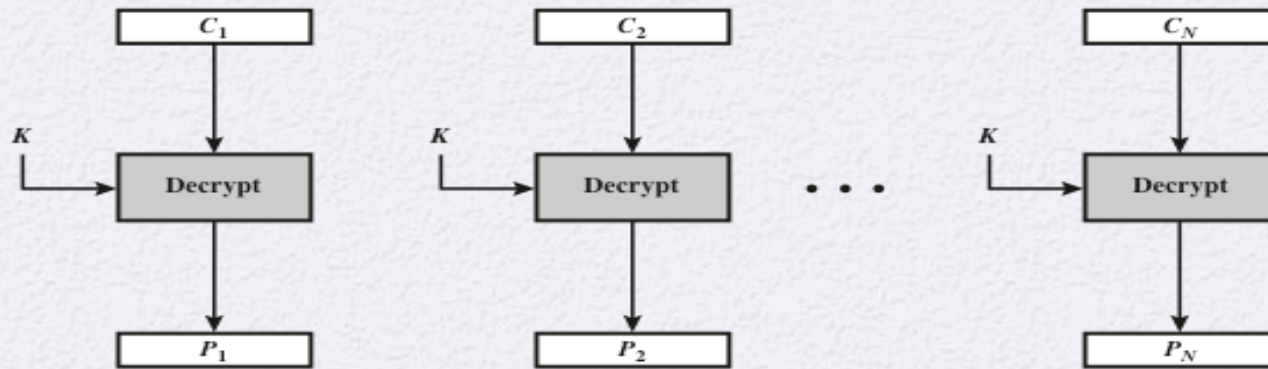 C1 C2 CN
K K K
Decrypt Decrypt • • • Decrypt
P1 P2 PN